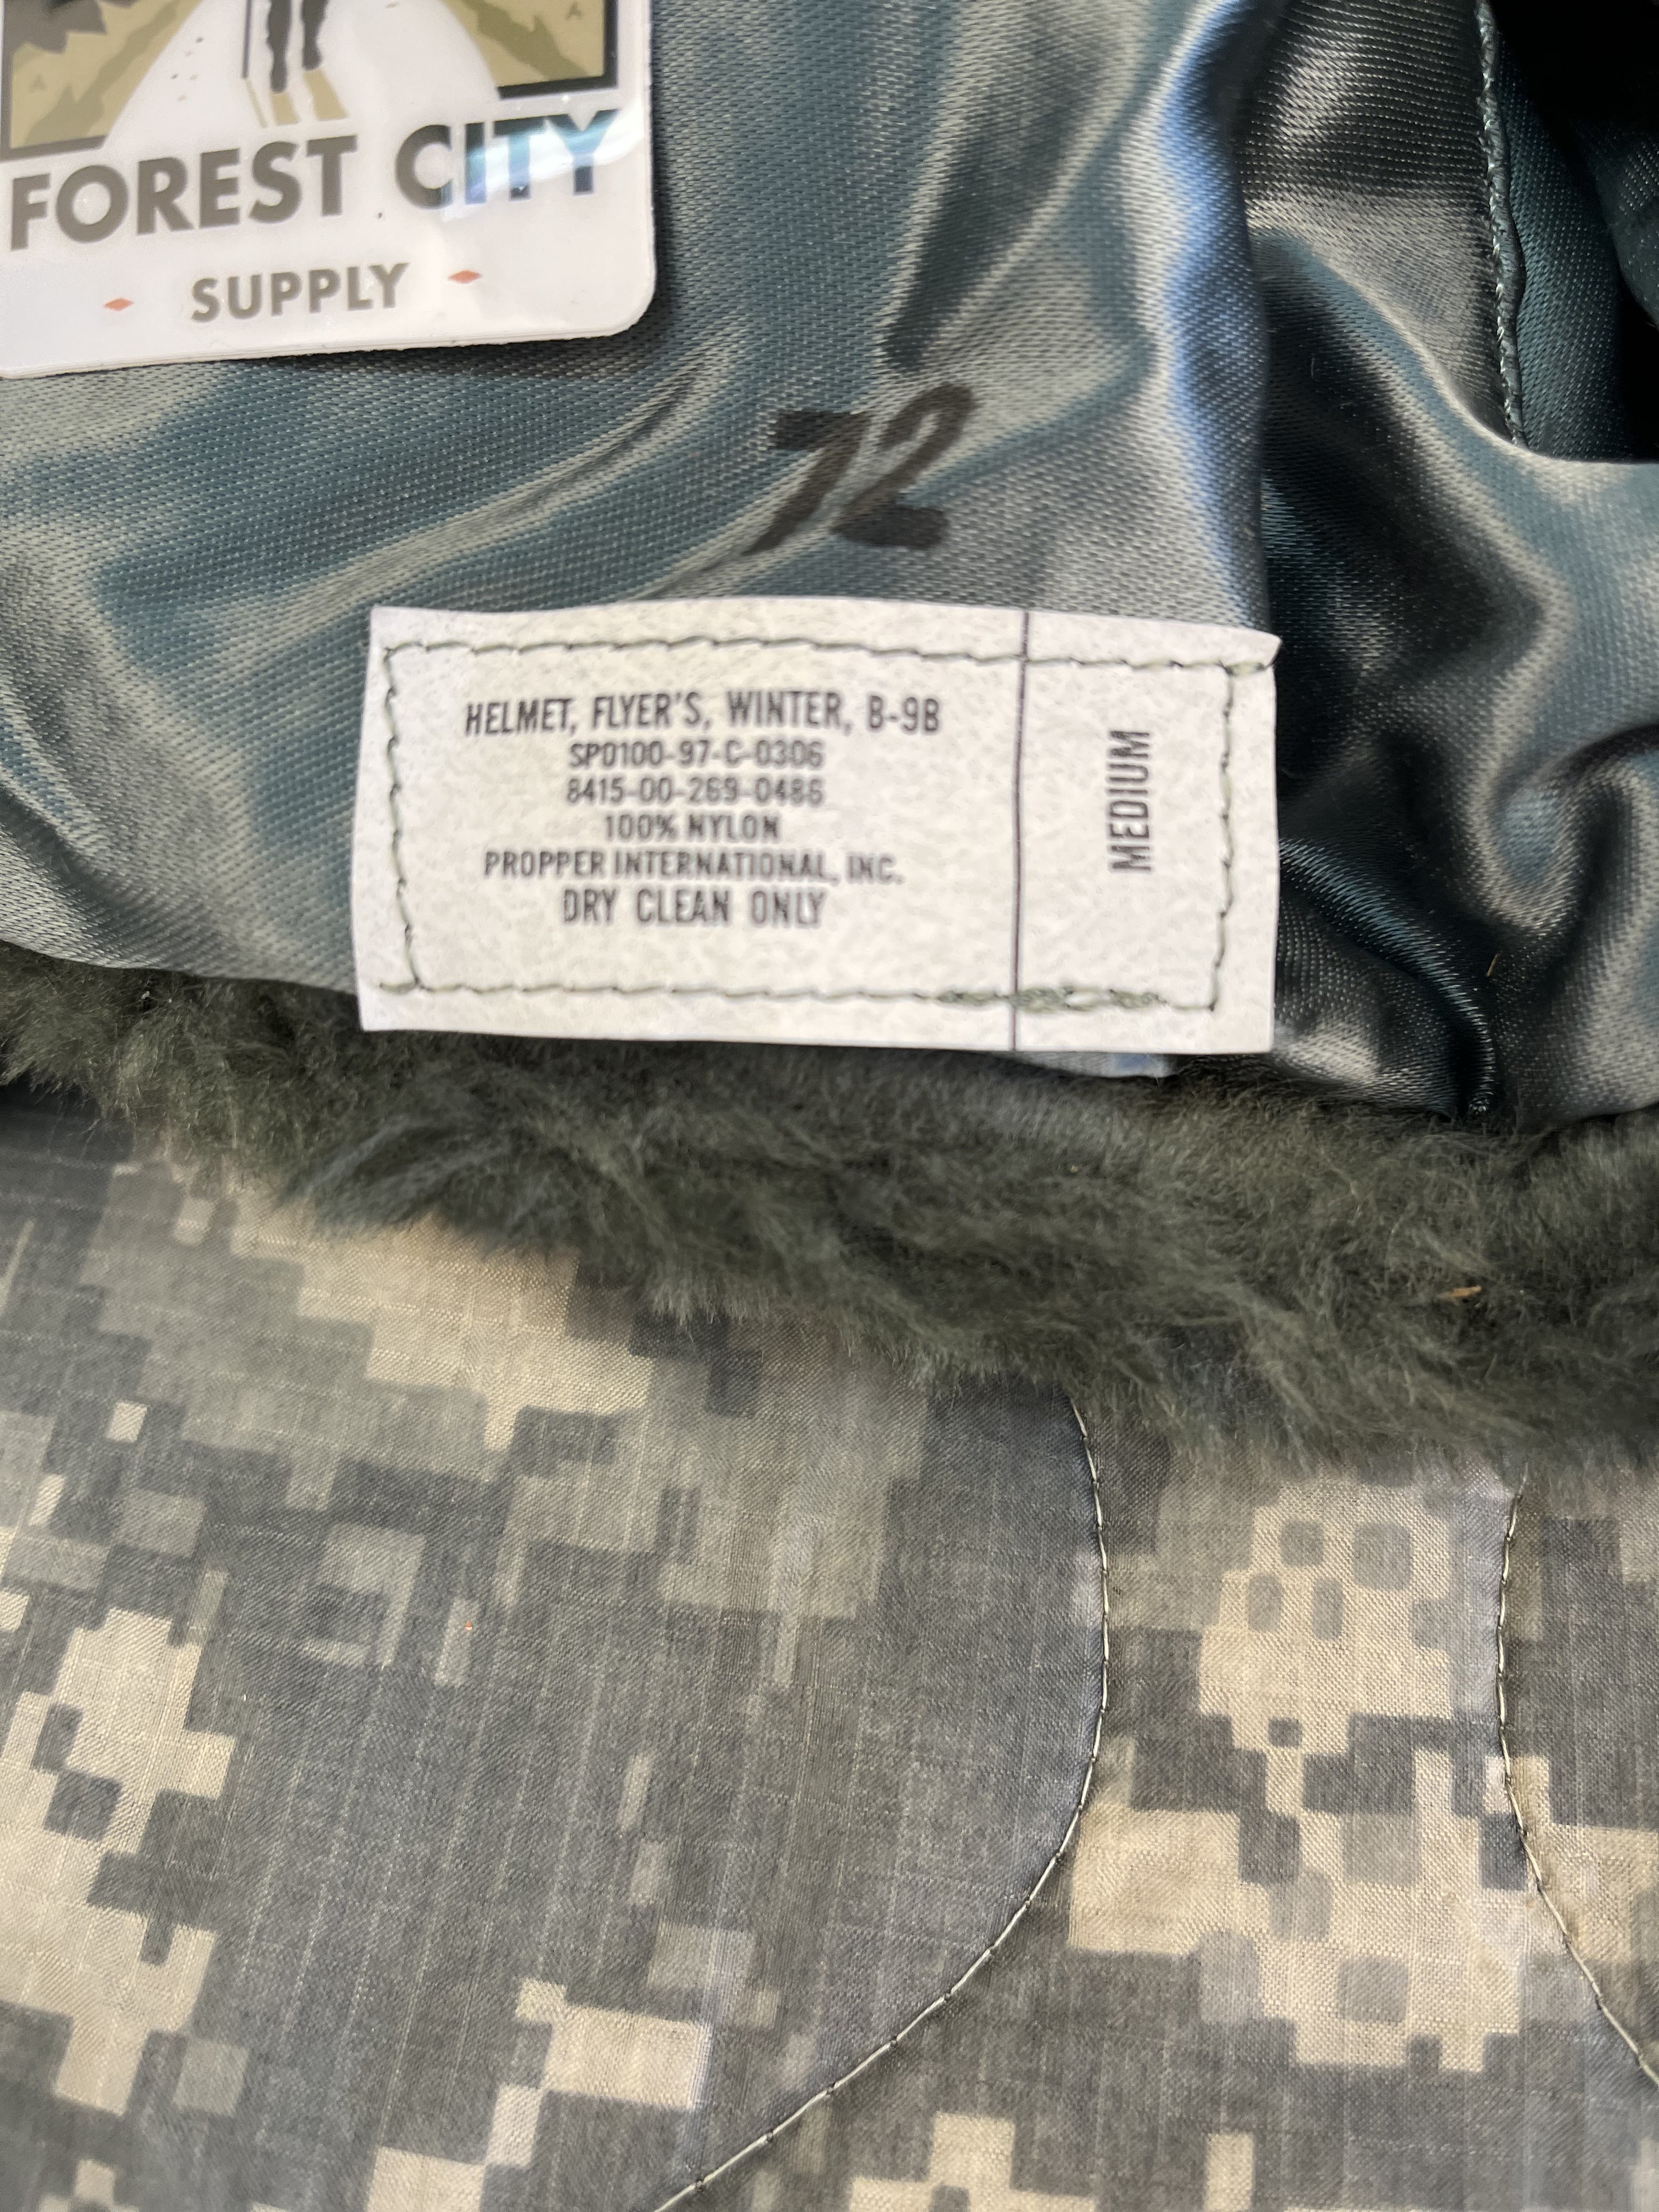 FOREST CITY
SUPPLY
72
HELMET, FLYER'S, WINTER, B-9B
SP0100-97-C-0306
8415-00-269-0486
100% NYLON
PROPPER INTERNATIONAL, INC.
DRY CLEAN ONLY
MEDIUM